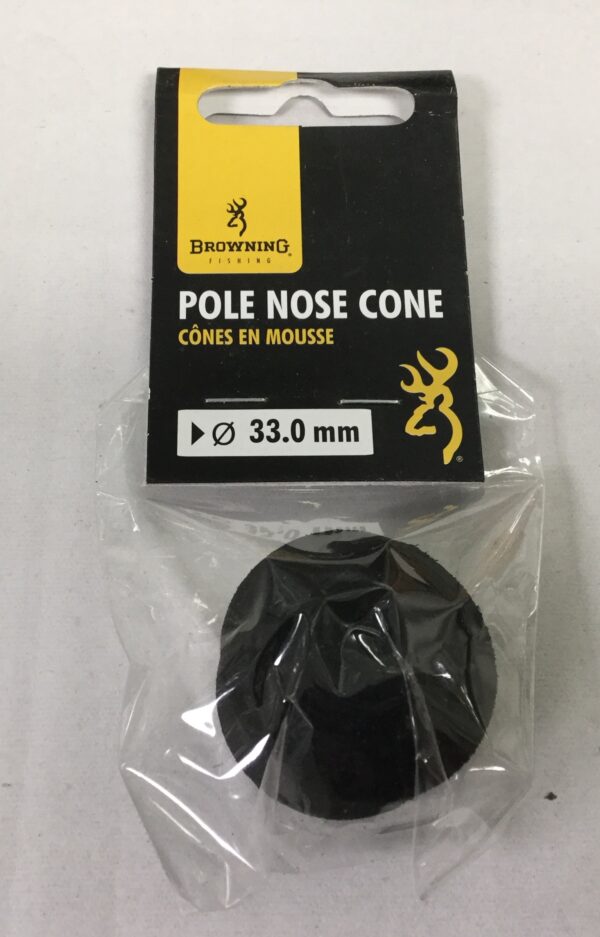 BROWNING®
FISHING
POLE NOSE CONE
CÔNES EN MOUSSE
Ø 33.0 mm
®